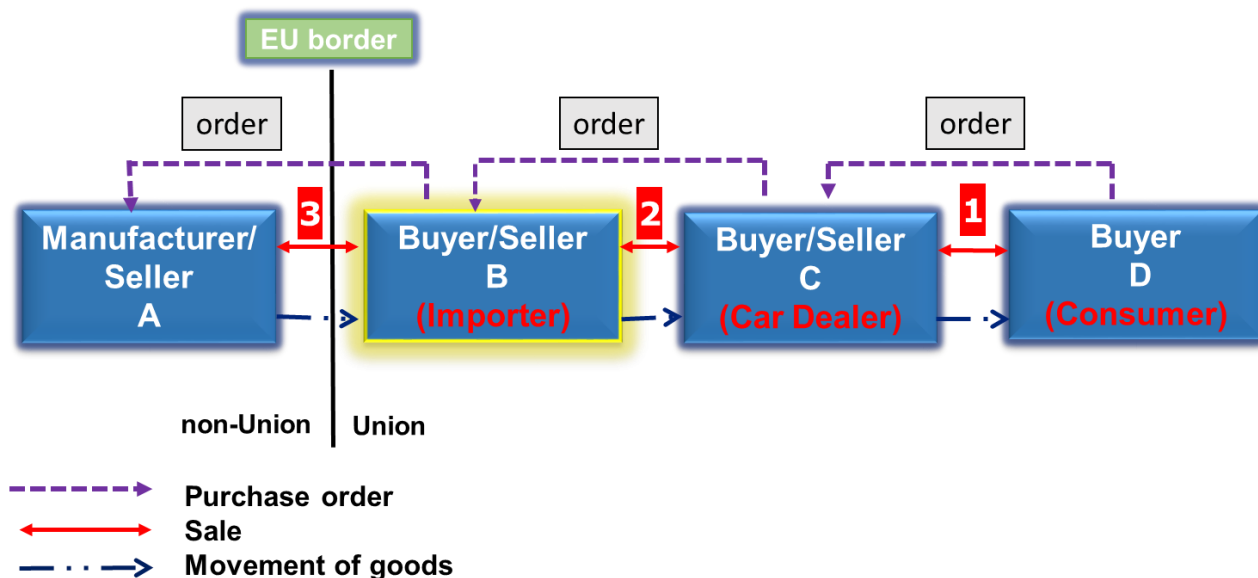 EU border
order
order
order
3
2
1
Manufacturer/
Seller
A
Buyer/Seller
B
(Importer)
Buyer/Seller
C
(Car Dealer)
Buyer
D
(Consumer)
non-Union
Union
Purchase order
Sale
Movement of goods